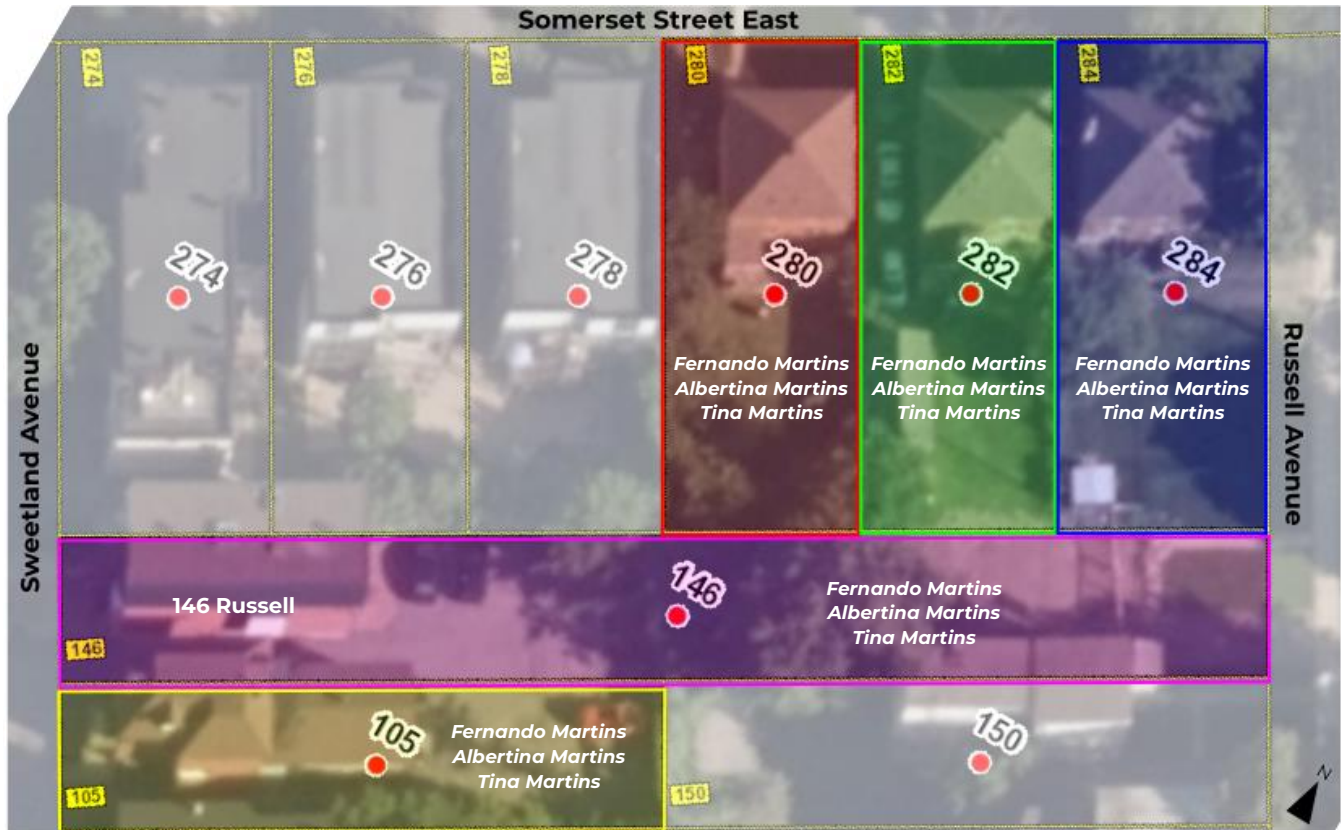 Somerset Street East
274
276
278
280
282
284
274
276
278
280
282
284
Fernando Martins
Albertina Martins
Tina Martins
Fernando Martins
Albertina Martins
Tina Martins
Fernando Martins
Albertina Martins
Tina Martins
Sweetland Avenue
Russell Avenue
146
146 Russell
Fernando Martins
Albertina Martins
Tina Martins
146
105
Fernando Martins
Albertina Martins
Tina Martins
150
105
150
N